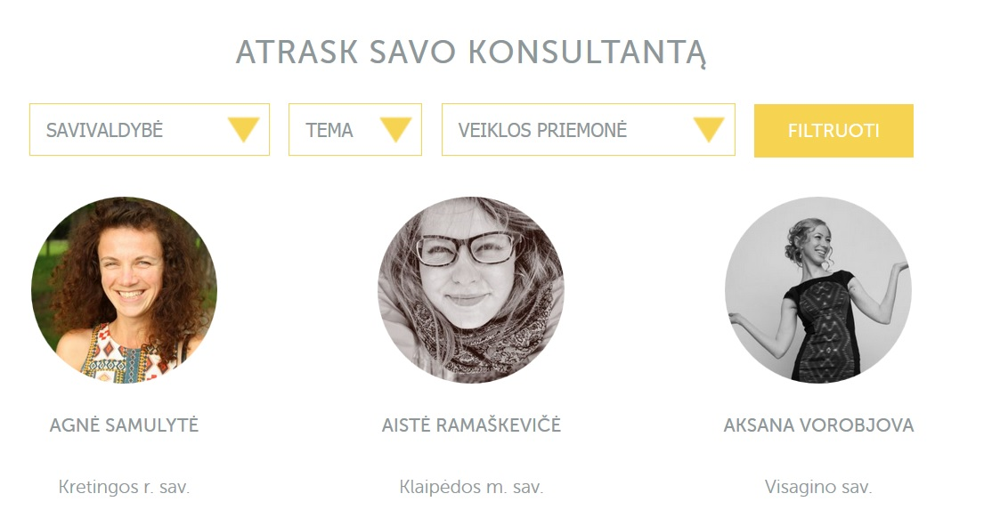 ATRASK SAVO KONSULTANTĄ
SAVIVALDYBĖ TEMA VEIKLOS PRIEMONĖ FILTRUOTI
AGNĖ SAMULYTĖ AISTĖ RAMAŠKEVIČĖ AKSANA VOROBJOVA
Kretingos r. sav. Klaipėdos m. sav. Visagino sav.